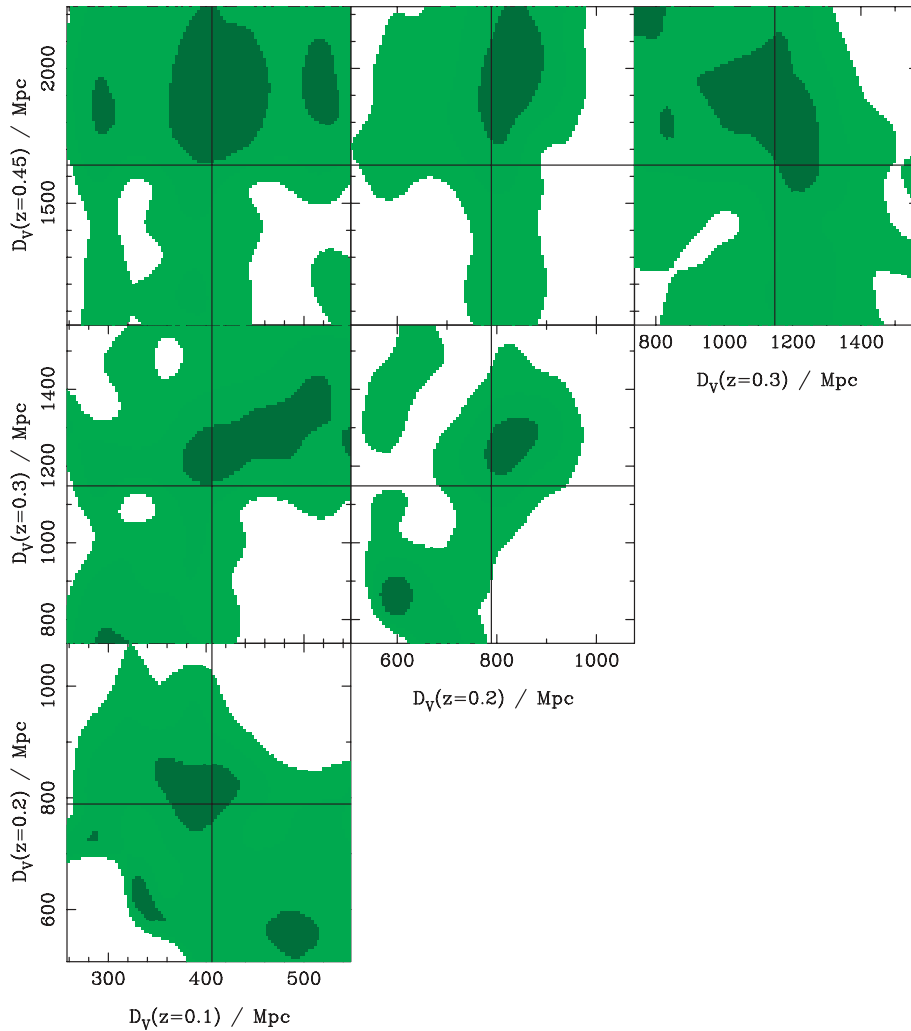 2000
1500
D_V(z=0.45) / Mpc
800 1000 1200 1400
D_V(z=0.3) / Mpc
1400
1200
1000
800
D_V(z=0.3) / Mpc
600 800 1000
D_V(z=0.2) / Mpc
1000
800
600
D_V(z=0.2) / Mpc
300 400 500
D_V(z=0.1) / Mpc